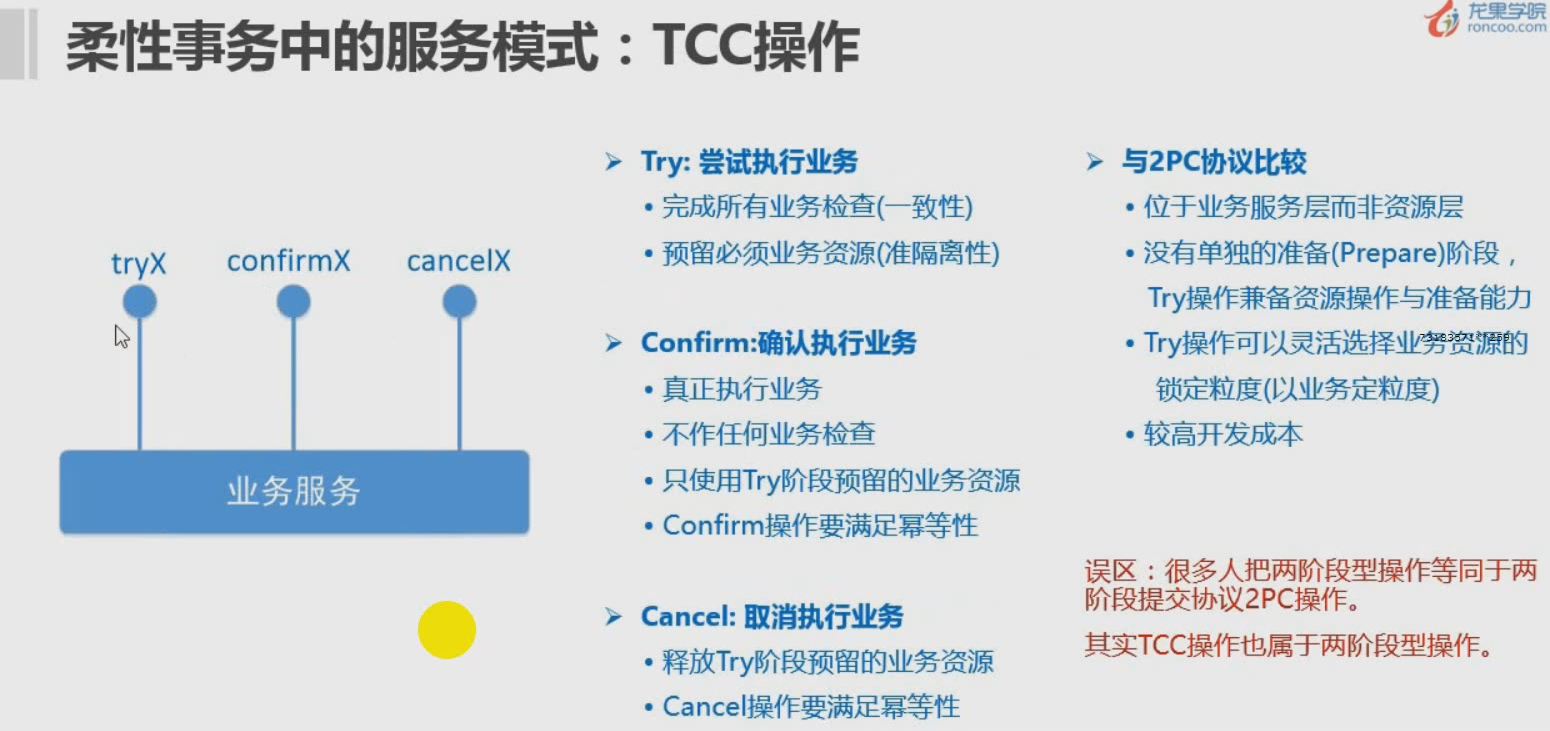 柔性事务中的服务模式：TCC操作
龙果学院
roncoo.com
tryX
confirmX
cancelX
业务服务
Try: 尝试执行业务
• 完成所有业务检查(一致性)
• 预留必须业务资源(准隔离性)
Confirm:确认执行业务
• 真正执行业务
• 不作任何业务检查
• 只使用Try阶段预留的业务资源
• Confirm操作要满足幂等性
Cancel: 取消执行业务
• 释放Try阶段预留的业务资源
• Cancel操作要满足幂等性
与2PC协议比较
• 位于业务服务层而非资源层
• 没有单独的准备(Prepare)阶段，
Try操作兼备资源操作与准备能力
• Try操作可以灵活选择业务资源的
锁定粒度(以业务定粒度)
• 较高开发成本
误区：很多人把两阶段型操作等同于两
阶段提交协议2PC操作。
其实TCC操作也属于两阶段型操作。